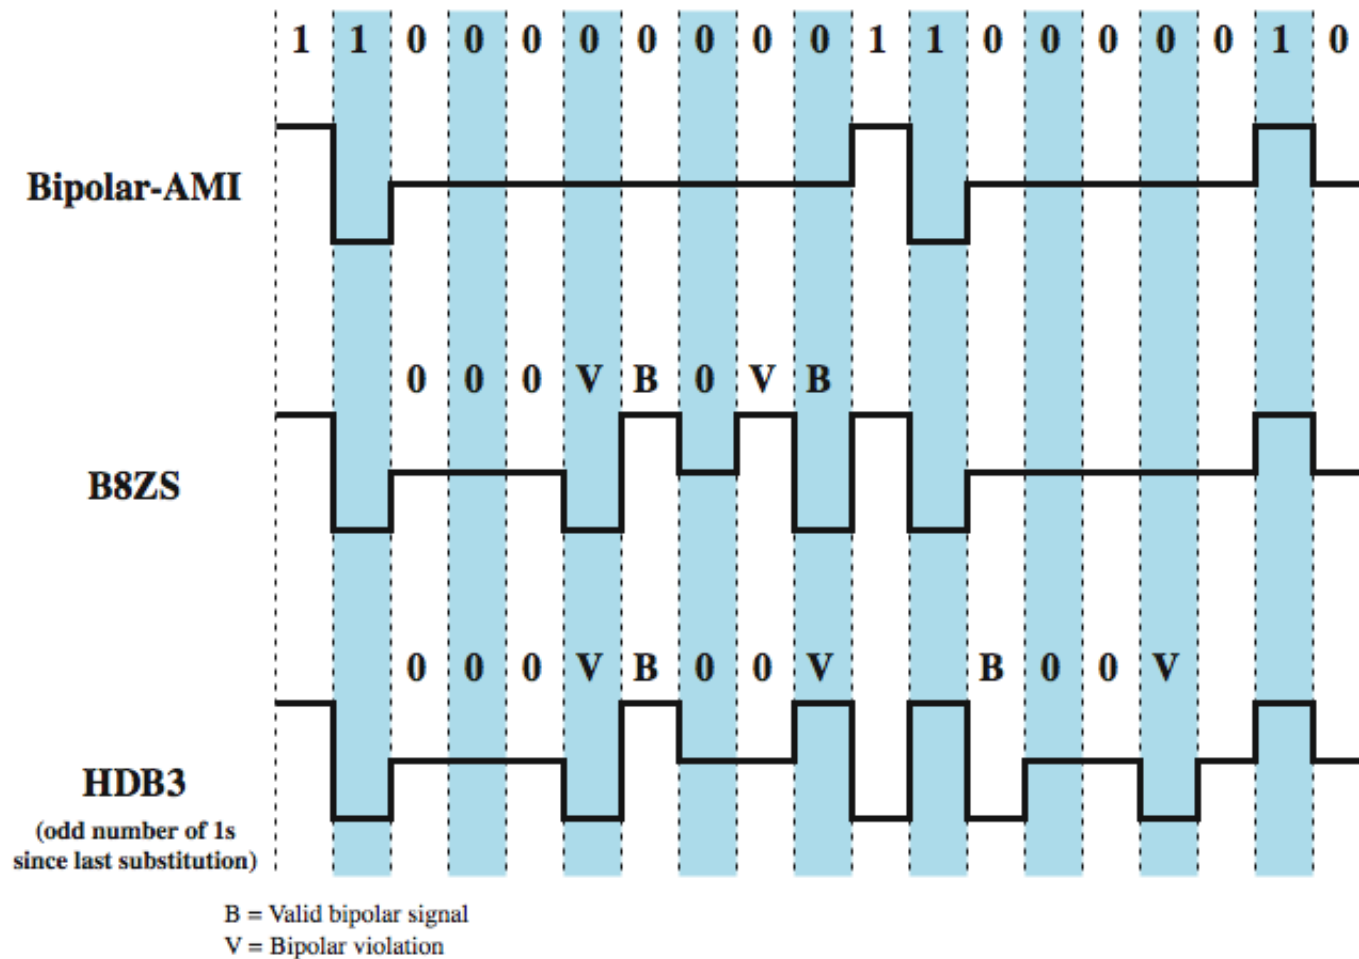 1 1 0 0 0 0 0 0 0 0 1 1 0 0 0 0 0 1 0
Bipolar-AMI
0 0 0 V B 0 V B
B8ZS
0 0 0 V B 0 0 V B 0 0 V
HDB3
(odd number of 1s
since last substitution)
B = Valid bipolar signal
V = Bipolar violation